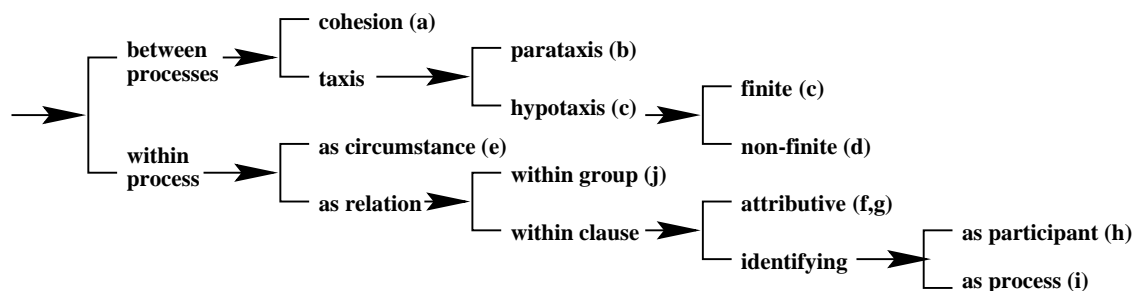 between
processes
cohesion (a)
taxis
parataxis (b)
hypotaxis (c)
finite (c)
non-finite (d)
within
process
as circumstance (e)
as relation
within group (j)
within clause
attributive (f,g)
identifying
as participant (h)
as process (i)